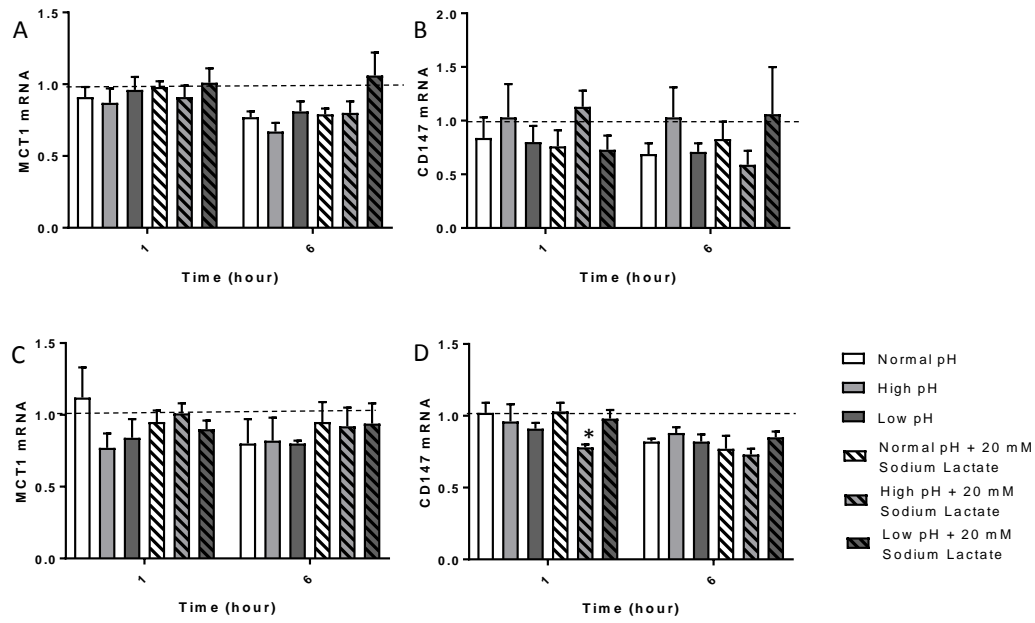 A
MCT1 mRNA
1.5
1.0
0.5
0.0
1
6
Time (hour)
B
CD147 mRNA
2.0
1.5
1.0
0.5
0.0
1
6
Time (hour)
C
MCT1 mRNA
1.5
1.0
0.5
0.0
1
6
Time (hour)
D
CD147 mRNA
1.5
1.0
0.5
0.0
*
1
6
Time (hour)
Normal pH
High pH
Low pH
Normal pH + 20 mM
Sodium Lactate
High pH + 20 mM
Sodium Lactate
Low pH + 20 mM
Sodium Lactate